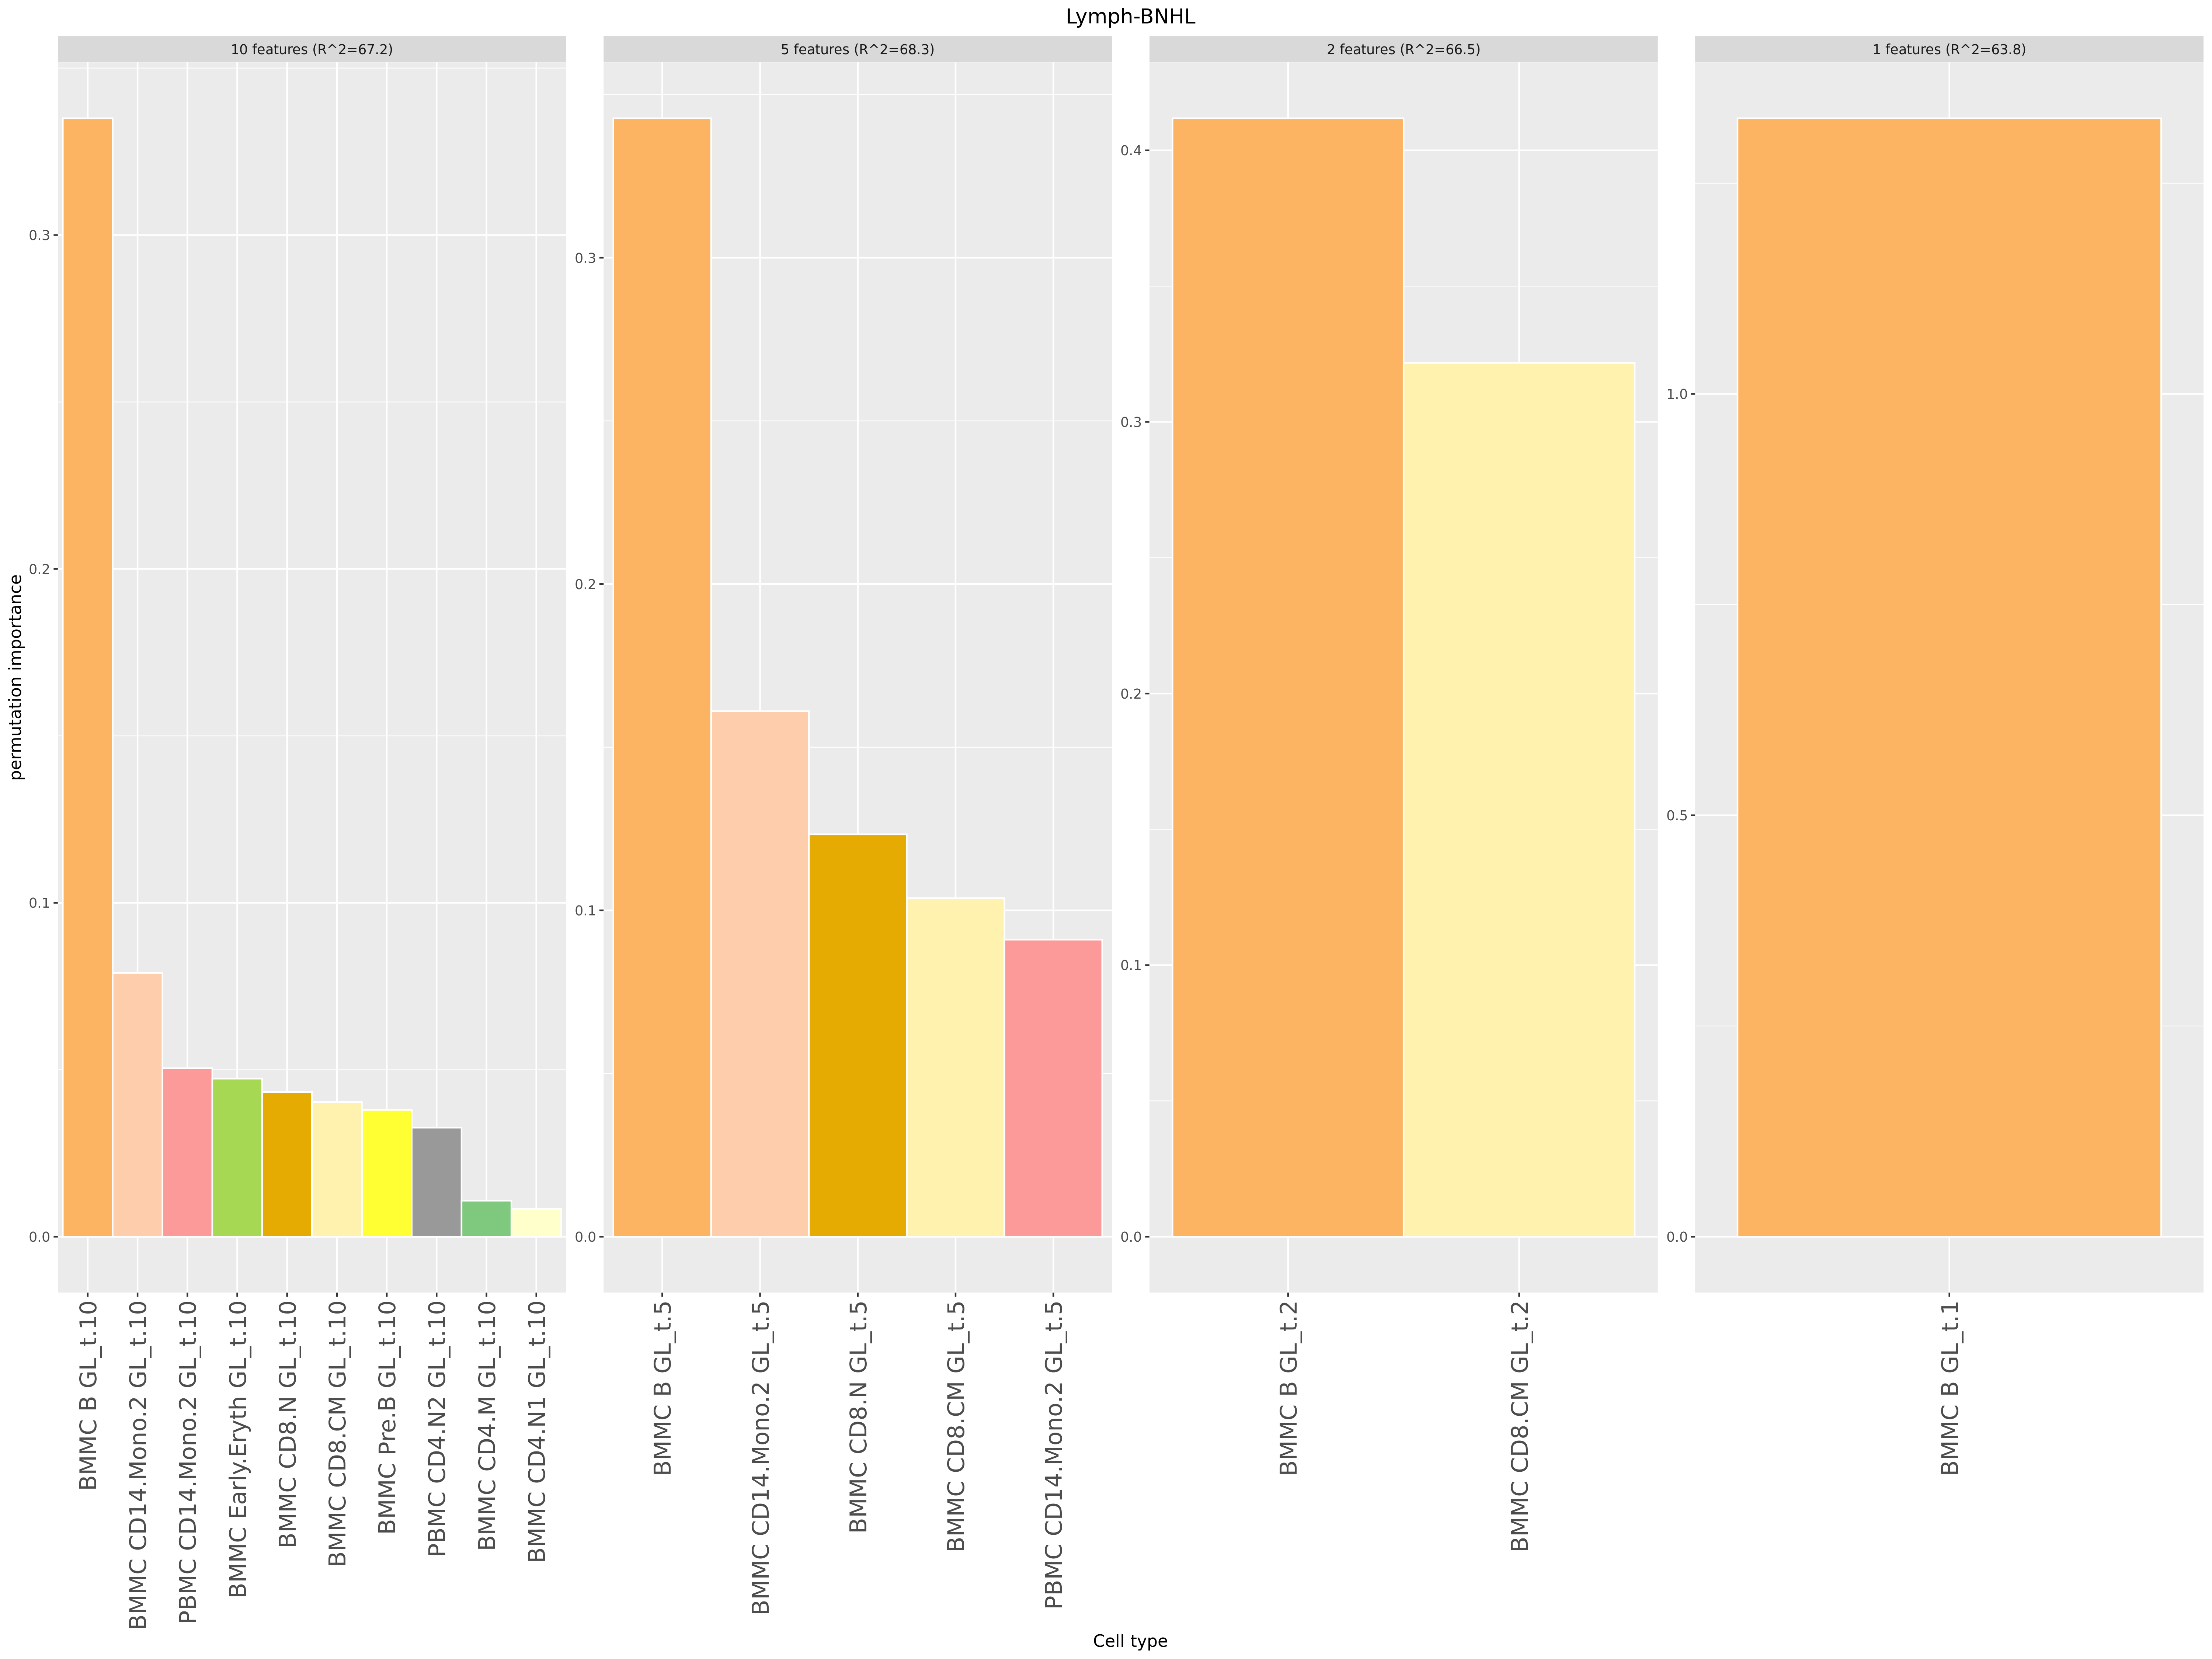 Lymph-BNHL
10 features (R^2=67.2)
5 features (R^2=68.3)
2 features (R^2=66.5)
1 features (R^2=63.8)
permutation importance
0.3
0.2
0.1
0.0
0.3
0.2
0.1
0.0
0.4
0.3
0.2
0.1
0.0
1.0
0.5
0.0
BMMC B GL_t.10
BMMC CD14.Mono.2 GL_t.10
PBMC CD14.Mono.2 GL_t.10
BMMC Early.Eryth GL_t.10
BMMC CD8.N GL_t.10
BMMC CD8.CM GL_t.10
BMMC Pre.B GL_t.10
PBMC CD4.N2 GL_t.10
BMMC CD4.M GL_t.10
BMMC CD4.N1 GL_t.10
BMMC B GL_t.5
BMMC CD14.Mono.2 GL_t.5
BMMC CD8.N GL_t.5
BMMC CD8.CM GL_t.5
PBMC CD14.Mono.2 GL_t.5
BMMC B GL_t.2
BMMC CD8.CM GL_t.2
BMMC B GL_t.1
Cell type